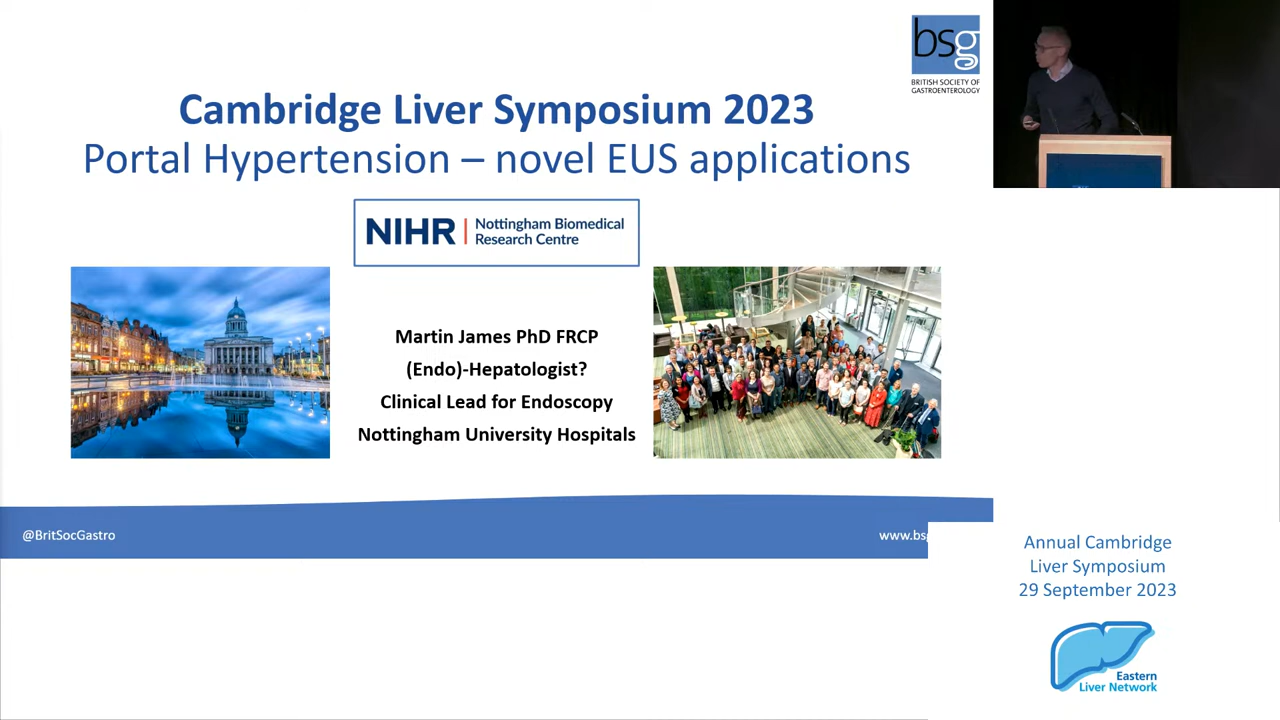 bsg
BRITISH SOCIETY OF
GASTROENTEROLOGY
Cambridge Liver Symposium 2023
Portal Hypertension – novel EUS applications
NIHR | Nottingham Biomedical
Research Centre
Martin James PhD FRCP
(Endo)-Hepatologist?
Clinical Lead for Endoscopy
Nottingham University Hospitals
@BritSocGastro
www.bs
Annual Cambridge
Liver Symposium
29 September 2023
Eastern
Liver Network